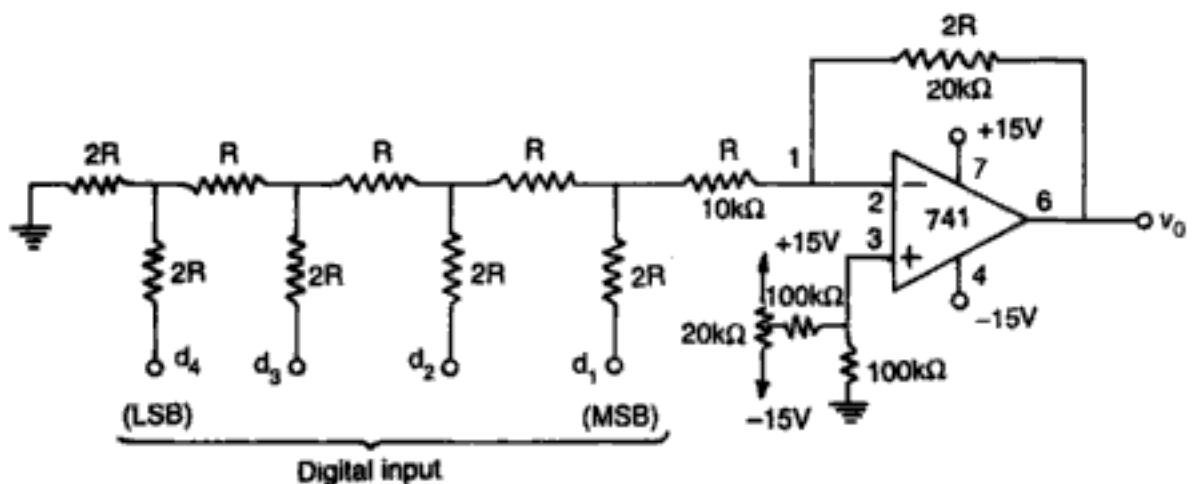 2R
20kΩ
2R
R
R
R
R
10kΩ
1
+15V
7
2
741
6
v₀
3
4
−15V
2R
2R
2R
2R
+15V
100kΩ
20kΩ
100kΩ
−15V
d₄
d₃
d₂
d₁
(LSB)
(MSB)
Digital input